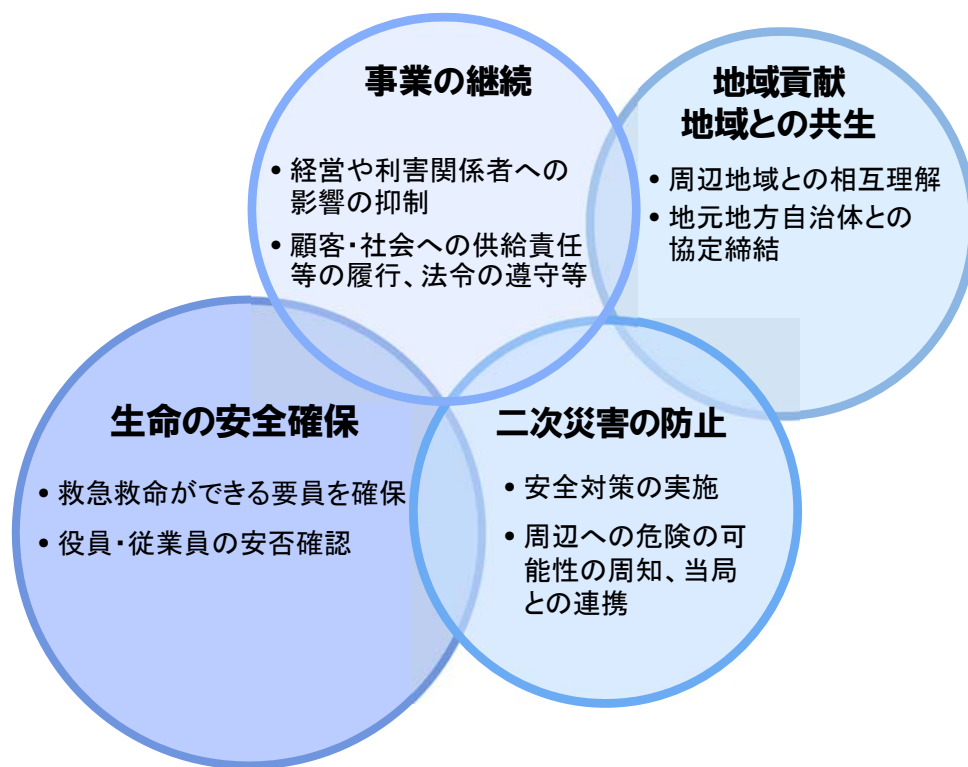 事業の継続
• 経営や利害関係者への
影響の抑制
• 顧客・社会への供給責任
等の履行、法令の遵守等
地域貢献
地域との共生
• 周辺地域との相互理解
• 地元地方自治体との
協定締結
生命の安全確保
• 救急救命ができる要員を確保
• 役員・従業員の安否確認
二次災害の防止
• 安全対策の実施
• 周辺への危険の可
能性の周知、当局
との連携